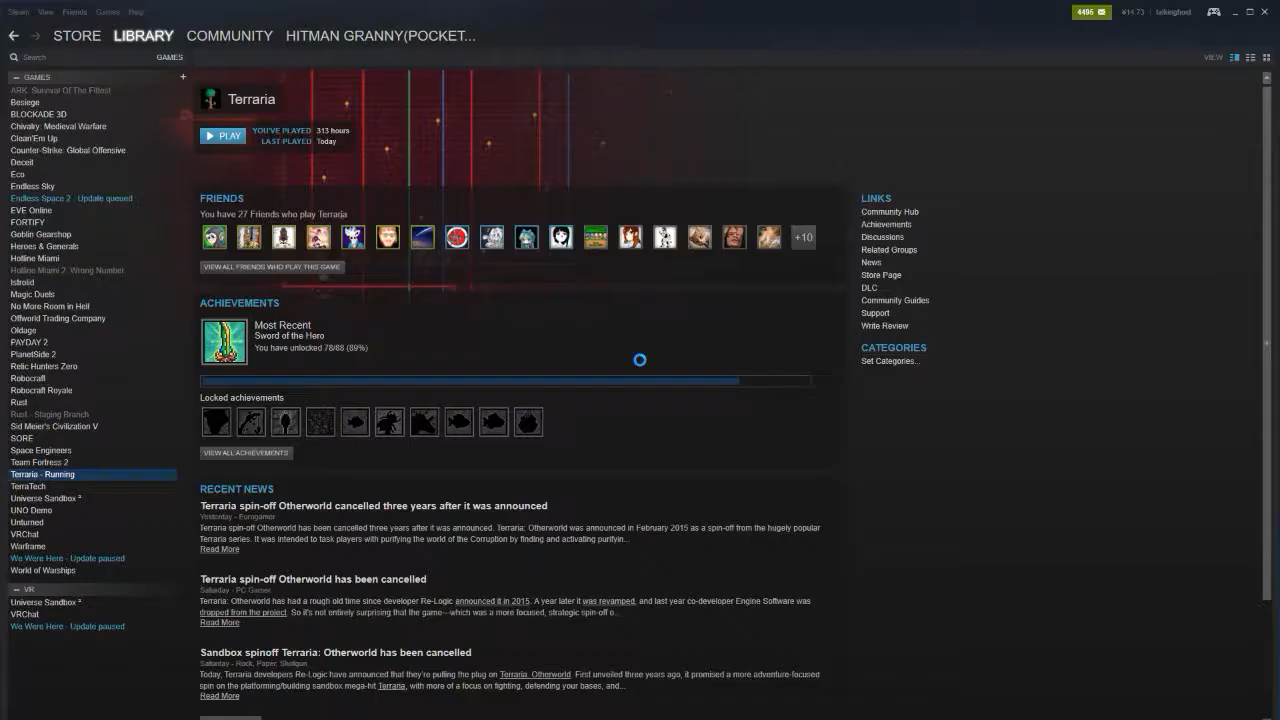 Steam View Friends Games Help
4495 ¥14.73 talkinghost
STORE LIBRARY COMMUNITY HITMAN GRANNY(POCKET...
Search GAMES VIEW
GAMES
ARK: Survival Of The Fittest
Besiege
BLOCKADE 3D
Chivalry: Medieval Warfare
Clean'Em Up
Counter-Strike: Global Offensive
Deceit
Eco
Endless Sky
Endless Space 2 - Update queued
EVE Online
FORTIFY
Goblin Gearshop
Heroes & Generals
Hotline Miami
Hotline Miami 2: Wrong Number
Istrolid
Magic Duels
No More Room in Hell
Offworld Trading Company
Oldage
PAYDAY 2
PlanetSide 2
Relic Hunters Zero
Robocraft
Robocraft Royale
Rust
Rust - Staging Branch
Sid Meier's Civilization V
SORE
Space Engineers
Team Fortress 2
Terraria - Running
TerraTech
Universe Sandbox ²
UNO Demo
Unturned
VRChat
Warframe
We Were Here - Update paused
World of Warships
VR
Universe Sandbox ²
VRChat
We Were Here - Update paused
Terraria
PLAY
YOU'VE PLAYED 313 hours
LAST PLAYED Today
FRIENDS
You have 27 Friends who play Terraria
+10
VIEW ALL FRIENDS WHO PLAY THIS GAME
ACHIEVEMENTS
Most Recent
Sword of the Hero
You have unlocked 78/88 (89%)
Locked achievements
VIEW ALL ACHIEVEMENTS
RECENT NEWS
Terraria spin-off Otherworld cancelled three years after it was announced
Yesterday - Eurogamer
Terraria spin-off Otherworld has been cancelled three years after it was announced. Terraria: Otherworld was announced in February 2015 as a spin-off from the hugely popular
Terraria series. It was intended to task players with purifying the world of the Corruption by finding and activating purifyin...
Read More
Terraria spin-off Otherworld has been cancelled
Saturday - PC Gamer
Terraria: Otherworld has had a rough old time since developer Re-Logic announced it in 2015. A year later it was revamped, and last year co-developer Engine Software was
dropped from the project. So it's not entirely surprising that the game---which was a more focused, strategic spin-off o...
Read More
Sandbox spinoff Terraria: Otherworld has been cancelled
Saturday - Rock, Paper, Shotgun
Today, Terraria developers Re-Logic have announced that they're pulling the plug on Terraria: Otherworld. First unveiled three years ago, it promised a more adventure-focused
spin on the platforming/building sandbox mega-hit Terraria, with more of a focus on fighting, defending your bases, and...
Read More
LINKS
Community Hub
Achievements
Discussions
Related Groups
News
Store Page
DLC
Community Guides
Support
Write Review
CATEGORIES
Set Categories...